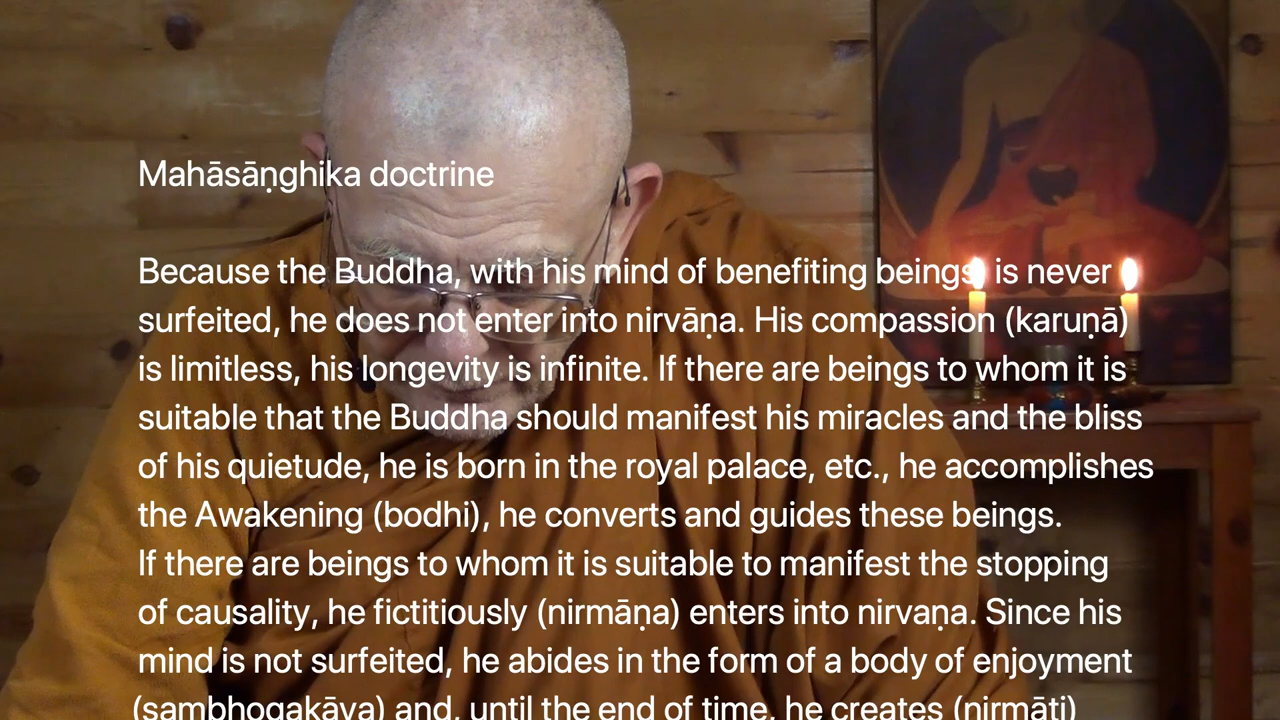 Mahāsāṇghika doctrine
Because the Buddha, with his mind of benefiting beings, is never
surfeited, he does not enter into nirvāṇa. His compassion (karuṇā)
is limitless, his longevity is infinite. If there are beings to whom it is
suitable that the Buddha should manifest his miracles and the bliss
of his quietude, he is born in the royal palace, etc., he accomplishes
the Awakening (bodhi), he converts and guides these beings.
If there are beings to whom it is suitable to manifest the stopping
of causality, he fictitiously (nirmāṇa) enters into nirvaṇa. Since his
mind is not surfeited, he abides in the form of a body of enjoyment
(sambhogakāya) and, until the end of time, he creates (nirmāti)